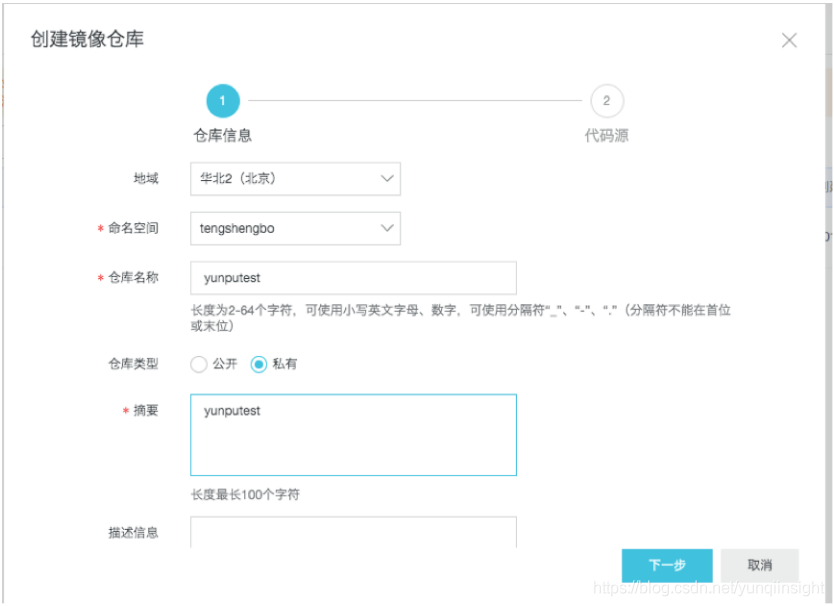 创建镜像仓库
1
2
仓库信息
代码源
地域
华北2（北京）
* 命名空间
tengshengbo
* 仓库名称
yunputest
长度为2-64个字符，可使用小写英文字母、数字，可使用分隔符“_”、“-”、“.”（分隔符不能在首位
或末位）
仓库类型
公开
私有
* 摘要
yunputest
长度最长100个字符
描述信息
下一步
取消
https://blog.csdn.net/yunqiinsight